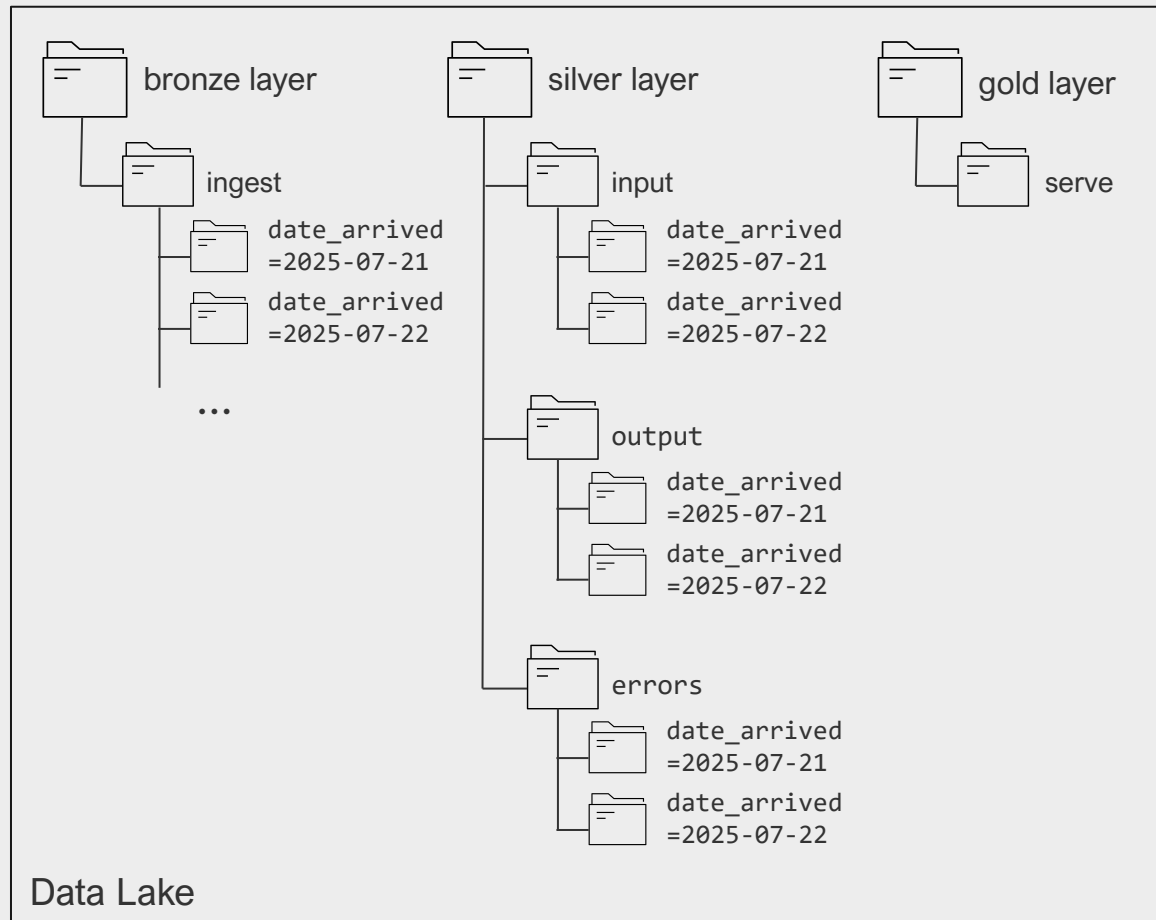 bronze layer
ingest
date_arrived
=2025-07-21
date_arrived
=2025-07-22
...
silver layer
input
date_arrived
=2025-07-21
date_arrived
=2025-07-22
output
date_arrived
=2025-07-21
date_arrived
=2025-07-22
errors
date_arrived
=2025-07-21
date_arrived
=2025-07-22
gold layer
serve
Data Lake